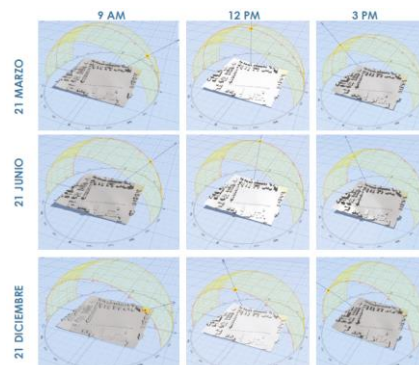 9 AM
12 PM
3 PM
21 MARZO
21 JUNIO
21 DICIEMBRE